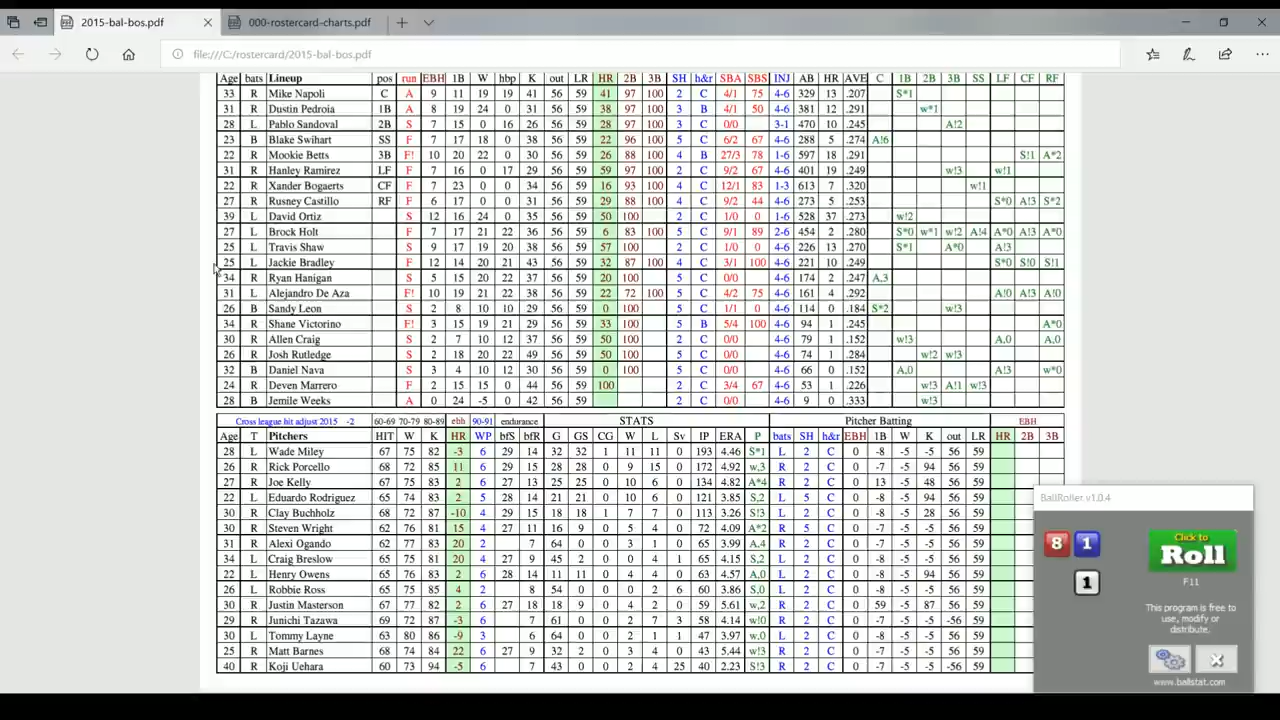 2015-bal-bos.pdf
000-rostercard-charts.pdf
file:///C:/rostercard/2015-bal-bos.pdf
Age bats Lineup pos run EBH 1B W hbp K out LR HR 2B 3B SH h&r SBA SBS INJ AB HR AVE C 1B 2B 3B SS LF CF RF
33 R Mike Napoli C A 9 11 19 19 41 56 59 41 97 100 2 C 4/1 75 4-6 329 13 .207 S*1
31 R Dustin Pedroia 1B A 8 19 24 0 31 56 59 38 97 100 3 B 4/1 50 4-6 381 12 .291 w*1
28 L Pablo Sandoval 2B S 7 15 0 16 26 56 59 28 97 100 3 C 0/0 3-1 470 10 .245 A!2
23 B Blake Swihart SS F 7 17 18 0 38 56 59 22 96 100 5 C 6/2 67 4-6 288 5 .274 A!6
22 R Mookie Betts 3B F! 10 20 22 0 30 56 59 26 88 100 4 B 27/3 78 1-6 597 18 .291 S!1 A*2
31 R Hanley Ramirez LF F 7 16 0 17 29 56 59 59 97 100 2 C 9/2 67 4-6 401 19 .249 w!3 w!1
22 R Xander Bogaerts CF F 7 23 0 0 34 56 59 16 93 100 4 C 12/1 83 1-3 613 7 .320 w!1
27 R Rusney Castillo RF F 6 17 0 0 31 56 59 29 88 100 4 C 9/2 44 4-6 273 5 .253 S*0 A!3 S*2
39 L David Ortiz S 12 16 24 0 35 56 59 50 100 2 C 1/0 0 1-6 528 37 .273 w!2
27 L Brock Holt F 7 17 21 22 36 56 59 6 83 100 5 C 9/1 89 2-6 454 2 .280 S*0 w*1 w!2 A!4 A*0 A!3 A*0
25 L Travis Shaw S 9 17 19 20 38 56 59 57 100 2 C 1/0 0 4-6 226 13 .270 S*1 A*0 A!3
25 L Jackie Bradley F 12 14 20 21 43 56 59 32 87 100 4 C 3/1 100 4-6 221 10 .249 S*0 S!0 S!1
34 R Ryan Hanigan S 5 15 20 22 37 56 59 20 100 5 C 0/0 4-6 174 2 .247 A,3
31 L Alejandro De Aza F! 10 19 21 22 38 56 59 22 72 100 5 C 4/2 75 4-6 161 4 .292 A!0 A!3 A!0
26 B Sandy Leon S 2 8 10 10 29 56 59 0 100 5 C 1/1 0 4-6 114 0 .184 S*2 w!3
34 R Shane Victorino F! 3 15 19 21 29 56 59 33 100 5 B 5/4 100 4-6 94 1 .245 A*0
30 R Allen Craig S 2 7 10 12 37 56 59 50 100 2 C 0/0 4-6 79 1 .152 w!3 A,0 A,0
26 R Josh Rutledge S 2 18 20 22 49 56 59 50 100 5 C 0/0 4-6 74 1 .284 w!2 w!3
32 B Daniel Nava S 3 4 10 12 30 56 59 0 100 5 C 0/0 4-6 66 0 .152 A,0 A!3 w*0
24 R Deven Marrero F 2 15 15 0 44 56 59 100 2 C 3/4 67 4-6 53 1 .226 w!3 A!1 w!3
28 B Jemile Weeks A 0 24 -5 0 42 56 59 2 C 0/0 4-6 9 0 .333 w!3
Cross league hit adjust 2015 -2 60-69 70-79 80-89 ebh 90-91 endurance STATS Pitcher Batting EBH
Age T Pitchers HIT W K HR WP bfS bfR G GS CG W L Sv IP ERA P bats SH h&r EBH 1B W K out LR HR 2B 3B
28 L Wade Miley 67 75 82 -3 6 29 14 32 32 1 11 11 0 193 4.46 S*1 L 2 C 0 -8 -5 -5 56 59
26 R Rick Porcello 68 75 83 11 6 29 15 28 28 0 9 15 0 172 4.92 w,3 R 2 C 0 -7 -5 94 56 59
27 R Joe Kelly 67 75 83 2 6 27 13 25 25 0 10 6 0 134 4.82 A*4 R 2 C 0 13 -5 48 56 59
22 L Eduardo Rodriguez 65 74 83 2 5 28 14 21 21 0 10 6 0 121 3.85 S,2 L 5 C 0 -8 -5 94 56 59
30 R Clay Buchholz 68 72 87 -10 4 29 15 18 18 1 7 7 0 113 3.26 S!3 L 2 C 0 -8 -5 28 56 59
30 R Steven Wright 62 76 81 15 4 27 11 16 9 0 5 4 0 72 4.09 A*2 R 5 C 0 -7 -5 -5 56 59
31 R Alexi Ogando 65 77 83 20 2 7 64 0 0 3 1 0 65 3.99 A,4 R 2 C 0 -8 -5 -5 56 59
34 L Craig Breslow 67 77 83 20 4 27 9 45 2 0 0 4 1 65 4.15 S,2 L 2 C 0 -8 -5 -5 56 59
22 L Henry Owens 65 76 83 2 6 28 14 11 11 0 4 4 0 63 4.57 A,0 L 2 C 0 -8 -5 94 56 59
26 L Robbie Ross 65 75 85 4 2 8 54 0 0 0 2 6 60 3.86 S,0 L 2 C 0 -8 -5 -5 56 59
30 R Justin Masterson 67 77 82 2 6 27 18 18 9 0 4 2 0 59 5.61 w,2 R 2 C 0 59 -5 87 56 59
29 R Junichi Tazawa 69 72 87 -3 6 7 61 0 0 2 7 3 58 4.14 w!0 R 2 C 0 -7 -5 -5 -56 59
30 L Tommy Layne 63 80 86 -9 3 6 64 0 0 2 1 1 47 3.97 w,0 L 2 C 0 -8 -5 -5 56 59
25 R Matt Barnes 68 74 84 22 6 27 9 32 2 0 3 4 0 43 5.44 w!3 R 2 C 0 -8 -5 -5 56 59
40 R Koji Uehara 60 73 94 -5 6 7 43 0 0 2 4 25 40 2.23 S!3 R 2 C 0 -7 -5 -5 -56 59
BallRoller v1.0.4
8 1
1
Click to
Roll
F11
This program is free to
use, modify or
distribute.
www.ballstat.com